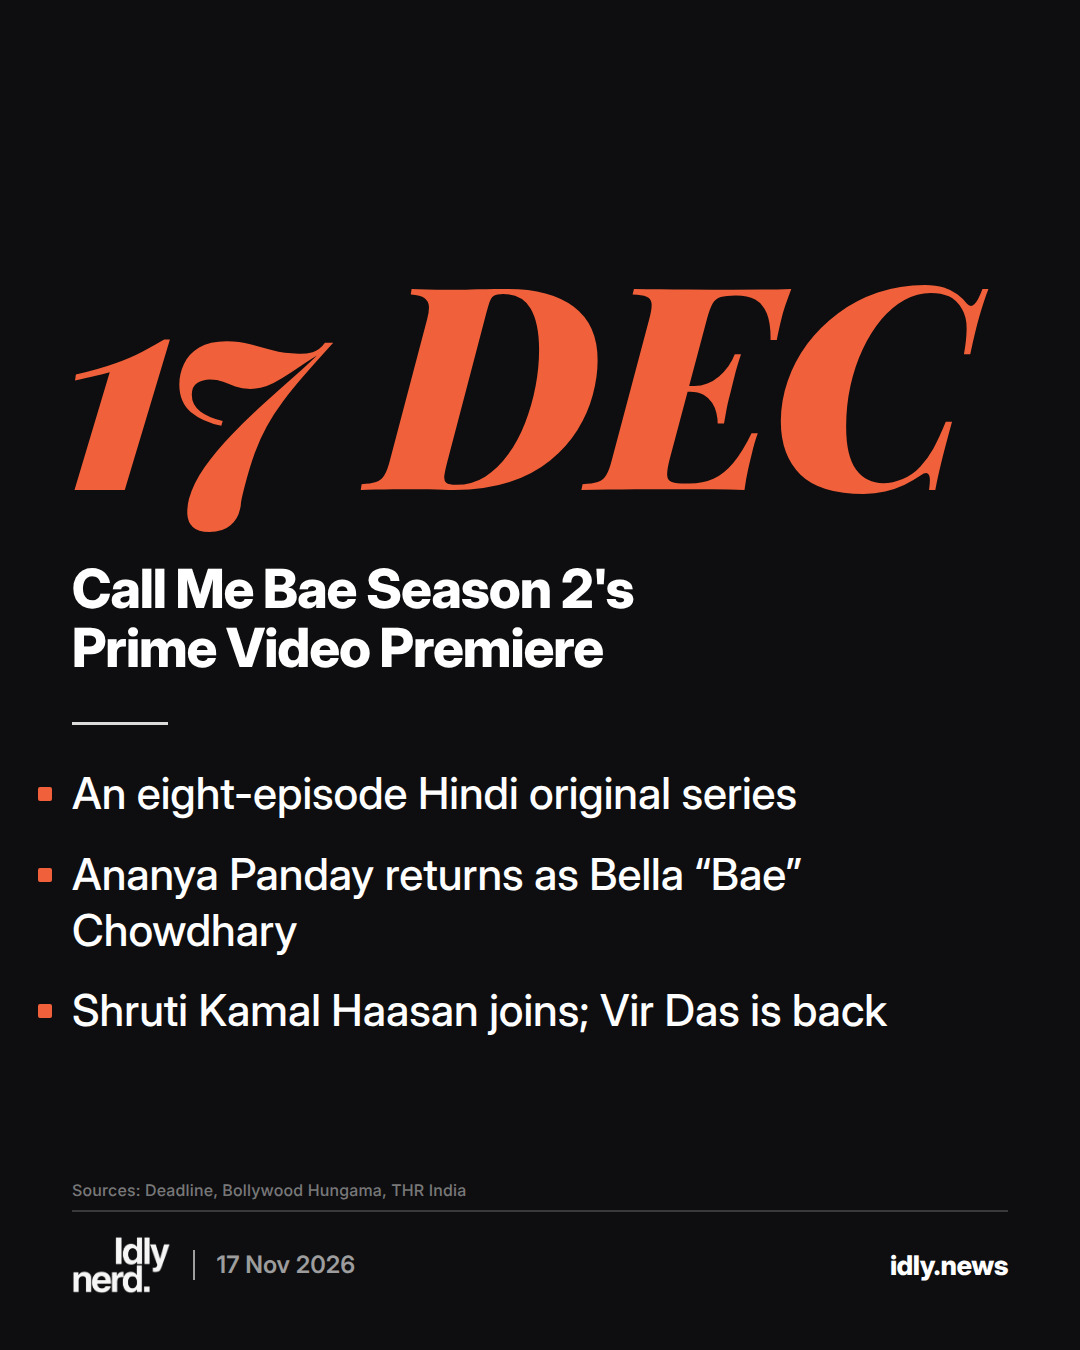 17 DEC
Call Me Bae Season 2's
Prime Video Premiere
An eight-episode Hindi original series
Ananya Panday returns as Bella “Bae”
Chowdhary
Shruti Kamal Haasan joins; Vir Das is back
Sources: Deadline, Bollywood Hungama, THR India
Idly
nerd.
17 Nov 2026
idly.news